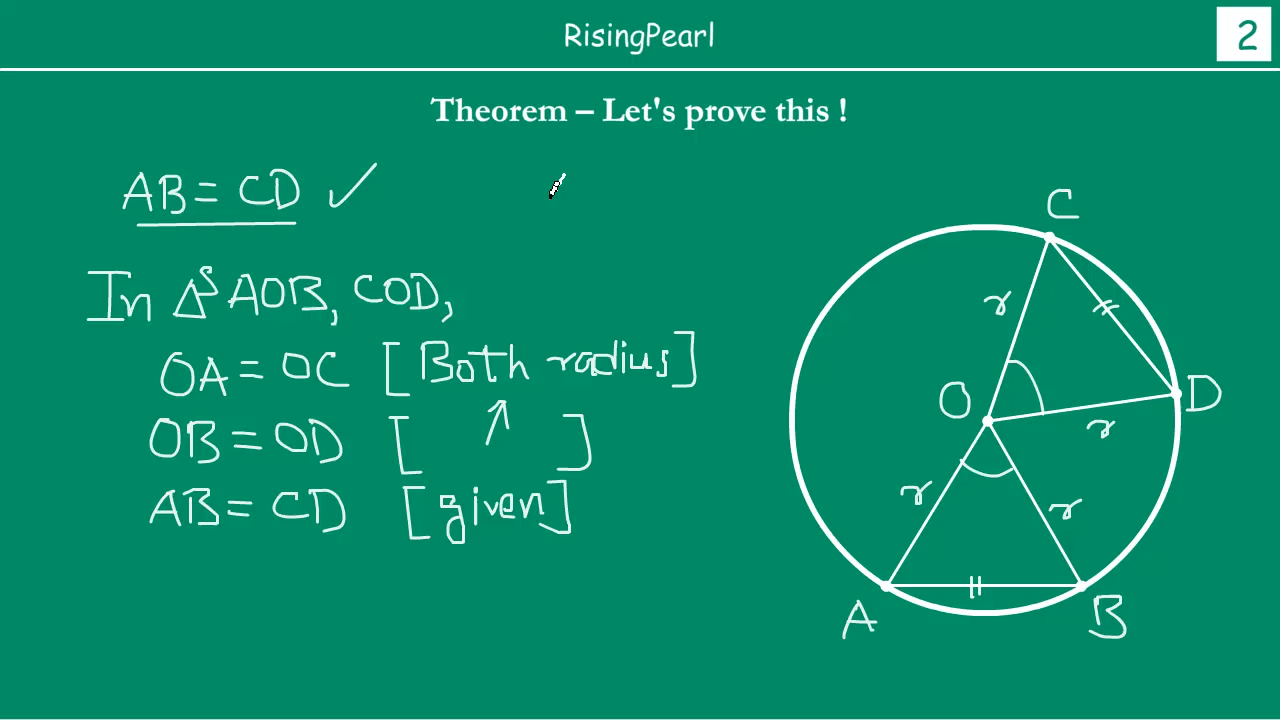 RisingPearl
2
Theorem – Let's prove this !
AB = CD ✓
In Δˢ AOB, COD,
OA = OC [Both radius]
OB = OD [ ↑ ]
AB = CD [given]
C
r
D
O
r
r
r
A
B